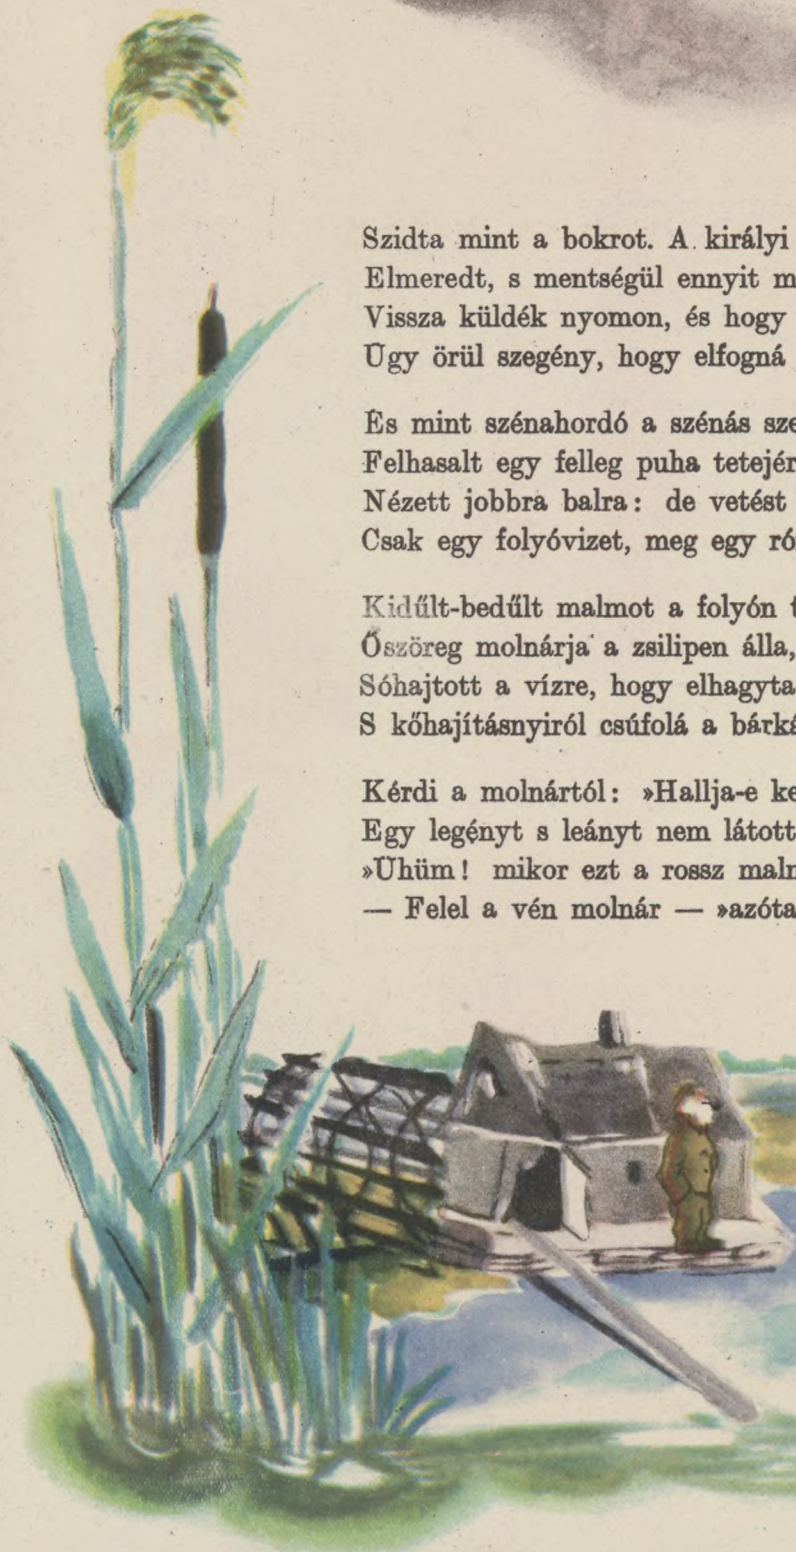 Szidta mint a bokrot. A királyi
Elmeredt, s mentségül ennyit m
Vissza küldék nyomon, és hogy
Úgy örül szegény, hogy elfogná

És mint szénahordó a szénás sze
Felhasalt egy felleg puha tetejér
Nézett jobbra balra: de vetést
Csak egy folyóvizet, meg egy ró

Kidűlt-bedűlt malmot a folyón t
Őszöreg molnárja a zsilipen álla,
Sóhajtott a vízre, hogy elhagyta
S kőhajításnyiról csúfolá a bárká

Kérdi a molnártól: »Hallja-e ke
Egy legényt s leányt nem látott
»Uhüm! mikor ezt a rossz malm
— Felel a vén molnár — »azóta